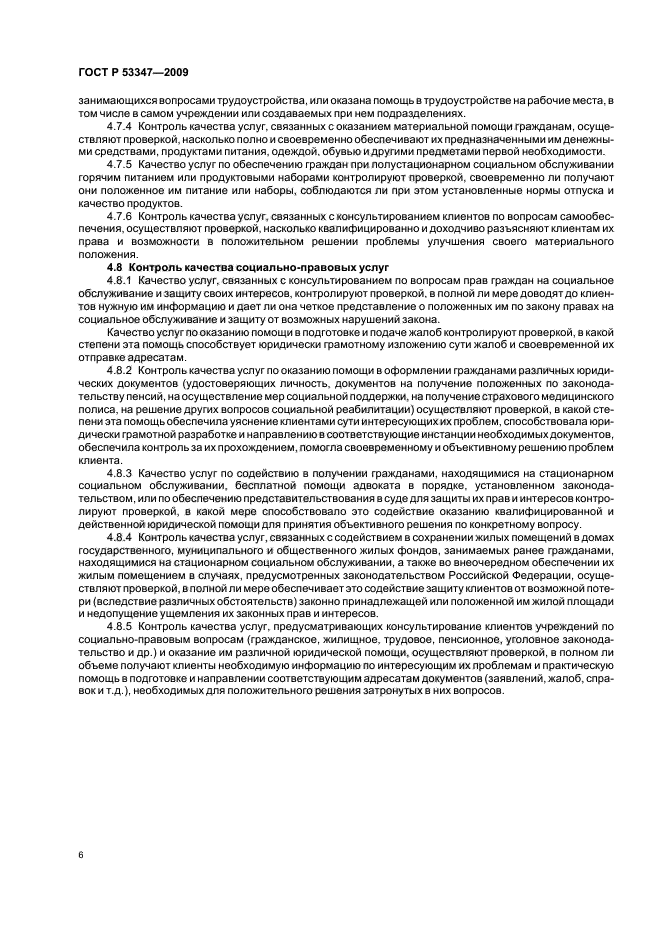 ГОСТ Р 53347—2009
занимающихся вопросами трудоустройства, или оказана помощь в трудоустройстве на рабочие места, в
том числе в самом учреждении или создаваемых при нем подразделениях.
4.7.4 Контроль качества услуг, связанных с оказанием материальной помощи гражданам, осуще-
ствляют проверкой, насколько полно и своевременно обеспечивают их предназначенными им денежны-
ми средствами, продуктами питания, одеждой, обувью и другими предметами первой необходимости.
4.7.5 Качество услуг по обеспечению граждан при полустационарном социальном обслуживании
горячим питанием или продуктовыми наборами контролируют проверкой, своевременно ли получают
они положенное им питание или наборы, соблюдаются ли при этом установленные нормы отпуска и
качество продуктов.
4.7.6 Контроль качества услуг, связанных с консультированием клиентов по вопросам самообес-
печения, осуществляют проверкой, насколько квалифицированно и доходчиво разъясняют клиентам их
права и возможности в положительном решении проблемы улучшения своего материального
положения.
4.8 Контроль качества социально-правовых услуг
4.8.1 Качество услуг, связанных с консультированием по вопросам прав граждан на социальное
обслуживание и защиту своих интересов, контролируют проверкой, в полной ли мере доводят до клиен-
тов нужную им информацию и дает ли она четкое представление о положенных им по закону правах на
социальное обслуживание и защиту от возможных нарушений закона.
Качество услуг по оказанию помощи в подготовке и подаче жалоб контролируют проверкой, в какой
степени эта помощь способствует юридически грамотному изложению сути жалоб и своевременной их
отправке адресатам.
4.8.2 Контроль качества услуг по оказанию помощи в оформлении гражданами различных юриди-
ческих документов (удостоверяющих личность, документов на получение положенных по законода-
тельству пенсий, на осуществление мер социальной поддержки, на получение страхового медицинского
полиса, на решение других вопросов социальной реабилитации) осуществляют проверкой, в какой сте-
пени эта помощь обеспечила уяснение клиентами сути интересующих их проблем, способствовала юри-
дически грамотной разработке и направлению в соответствующие инстанции необходимых документов,
обеспечила контроль за их прохождением, помогла своевременному и объективному решению проблем
клиента.
4.8.3 Качество услуг по содействию в получении гражданами, находящимися на стационарном
социальном обслуживании, бесплатной помощи адвоката в порядке, установленном законода-
тельством, или по обеспечению представительствования в суде для защиты их прав и интересов контро-
лируют проверкой, в какой мере способствовало это содействие оказанию квалифицированной и
действенной юридической помощи для принятия объективного решения по конкретному вопросу.
4.8.4 Контроль качества услуг, связанных с содействием в сохранении жилых помещений в домах
государственного, муниципального и общественного жилых фондов, занимаемых ранее гражданами,
находящимися на стационарном социальном обслуживании, а также во внеочередном обеспечении их
жилым помещением в случаях, предусмотренных законодательством Российской Федерации, осуще-
ствляют проверкой, в полной ли мере обеспечивает это содействие защиту клиентов от возможной поте-
ри (вследствие различных обстоятельств) законно принадлежащей или положенной им жилой площади
и недопущение ущемления их законных прав и интересов.
4.8.5 Контроль качества услуг, предусматривающих консультирование клиентов учреждений по
социально-правовым вопросам (гражданское, жилищное, трудовое, пенсионное, уголовное законода-
тельство и др.) и оказание им различной юридической помощи, осуществляют проверкой, в полном ли
объеме получают клиенты необходимую информацию по интересующим их проблемам и практическую
помощь в подготовке и направлении соответствующим адресатам документов (заявлений, жалоб, спра-
вок и т.д.), необходимых для положительного решения затронутых в них вопросов.
6